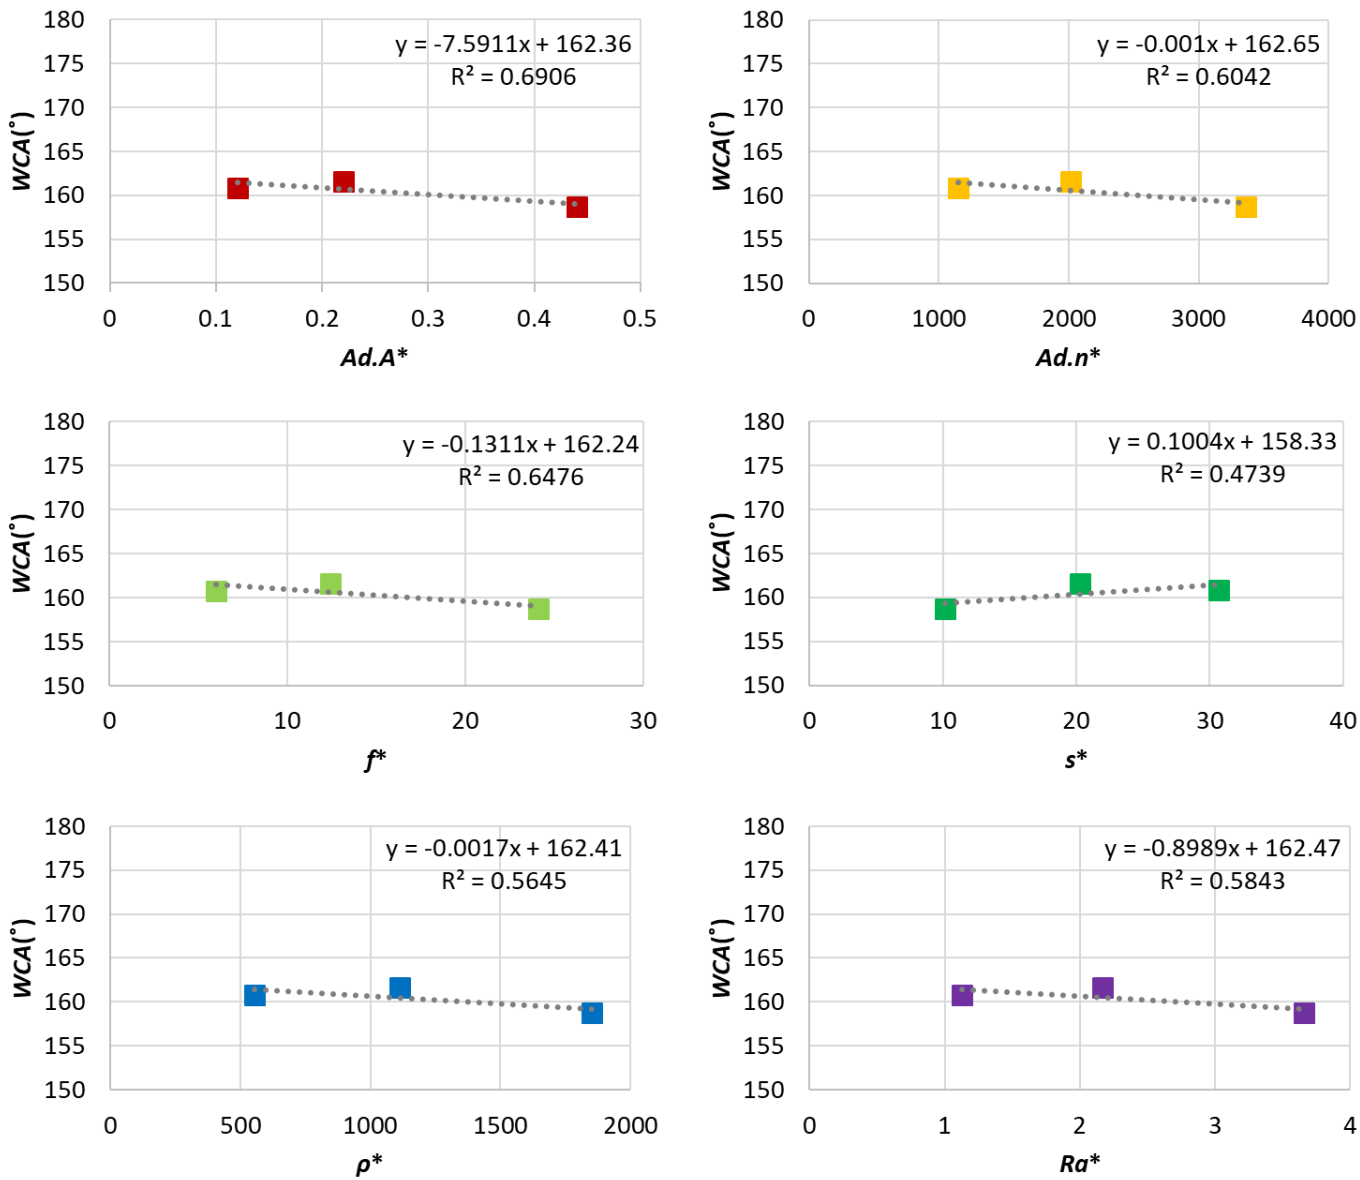 y = -7.5911x + 162.36
R² = 0.6906
180
175
170
165
160
155
150
WCA(˚)
0 0.1 0.2 0.3 0.4 0.5
Ad.A*
y = -0.001x + 162.65
R² = 0.6042
180
175
170
165
160
155
150
WCA(˚)
0 1000 2000 3000 4000
Ad.n*
y = -0.1311x + 162.24
R² = 0.6476
180
175
170
165
160
155
150
WCA(˚)
0 10 20 30
f*
y = 0.1004x + 158.33
R² = 0.4739
180
175
170
165
160
155
150
WCA(˚)
0 10 20 30 40
s*
y = -0.0017x + 162.41
R² = 0.5645
180
175
170
165
160
155
150
WCA(˚)
0 500 1000 1500 2000
ρ*
y = -0.8989x + 162.47
R² = 0.5843
180
175
170
165
160
155
150
WCA(˚)
0 1 2 3 4
Ra*